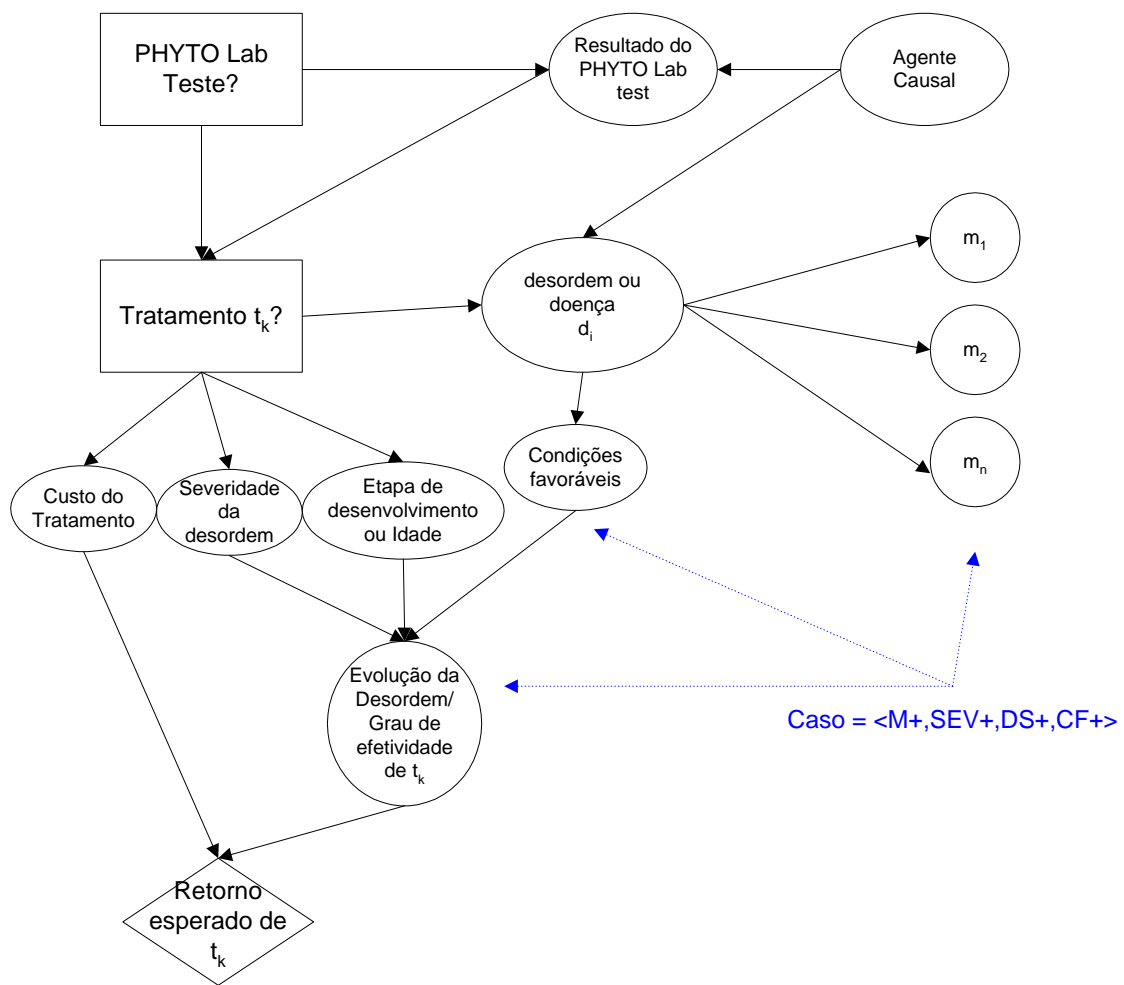 PHYTO Lab
Teste?
Resultado do
PHYTO Lab
test
Agente
Causal
m1
desordem ou
doença
di
Tratamento tk?
m2
Condições
favoráveis
mn
Custo do
Tratamento
Severidade
da
desordem
Etapa de
desenvolvimento
ou Idade
Evolução da
Desordem/
Grau de
efetividade
de tk
Caso = <M+,SEV+,DS+,CF+>
Retorno
esperado de
tk